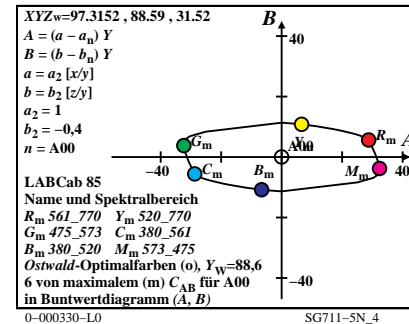 XYZw=97.3152, 88.59, 31.52
A = (a – an) Y
B = (b – bn) Y
a = a2 [x/y]
b = b2 [z/y]
a2 = 1
b2 = –0,4
n = A00
LABCab 85
Name und Spektralbereich
Rm 561_770 Ym 520_770
Gm 475_573 Cm 380_561
Bm 380_520 Mm 573_475
Ostwald-Optimalfarben (o), YW=88,6
6 von maximalem (m) CAB für A00
in Buntwertdiagramm (A, B)
B
40
Ym
Rm
Gm
A00
A
–40
Cm
Bm
Mm
40
–40
0-000330-L0
SG711-5N_4